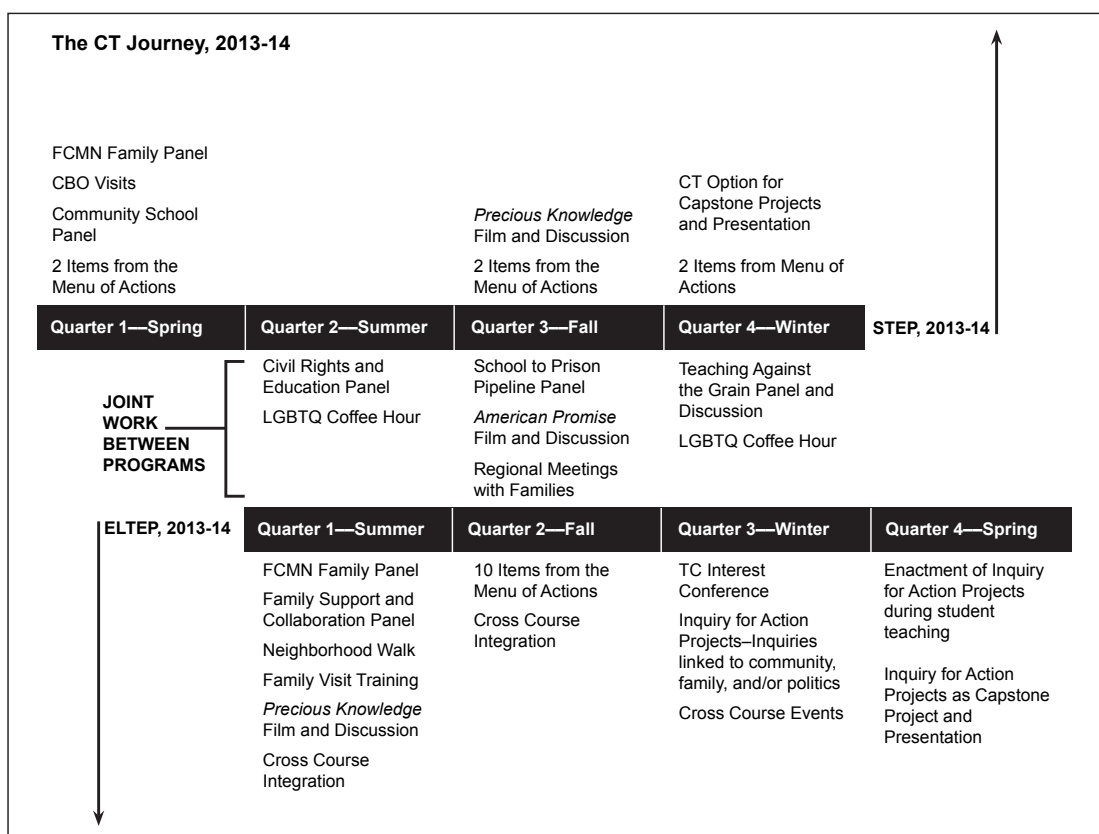 The CT Journey, 2013-14
FCMN Family Panel
CBO Visits
Community School
Panel
2 Items from the
Menu of Actions
Precious Knowledge
Film and Discussion
2 Items from the
Menu of Actions
CT Option for
Capstone Projects
and Presentation
2 Items from Menu of
Actions
Quarter 1—Spring
Quarter 2—Summer
Quarter 3—Fall
Quarter 4—Winter
STEP, 2013-14
JOINT
WORK
BETWEEN
PROGRAMS
Civil Rights and
Education Panel
LGBTQ Coffee Hour
School to Prison
Pipeline Panel
American Promise
Film and Discussion
Regional Meetings
with Families
Teaching Against
the Grain Panel and
Discussion
LGBTQ Coffee Hour
ELTEP, 2013-14
Quarter 1—Summer
Quarter 2—Fall
Quarter 3—Winter
Quarter 4—Spring
FCMN Family Panel
Family Support and
Collaboration Panel
Neighborhood Walk
Family Visit Training
Precious Knowledge
Film and Discussion
Cross Course
Integration
10 Items from the
Menu of Actions
Cross Course
Integration
TC Interest
Conference
Inquiry for Action
Projects–Inquiries
linked to community,
family, and/or politics
Cross Course Events
Enactment of Inquiry
for Action Projects
during student
teaching
Inquiry for Action
Projects as Capstone
Project and
Presentation